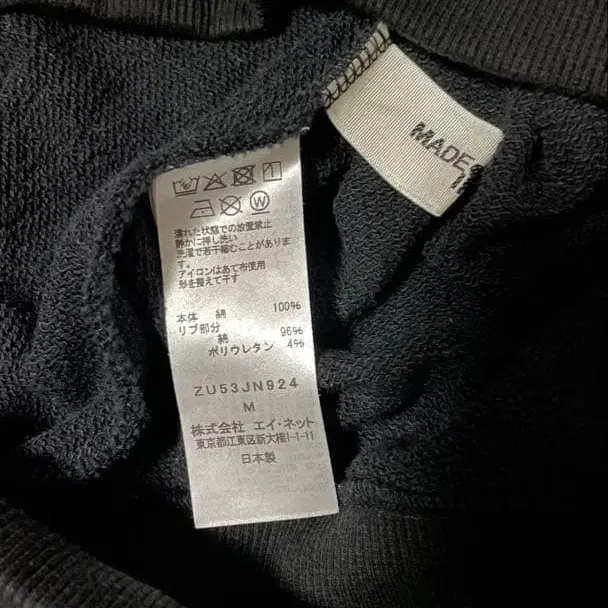 MADE
濡れた状態での放置禁止
静かに押し洗い
洗濯で若干縮むことがありま
す。
アイロンはあて布使用
形を整えて干す
本体 綿 100%
リブ部分
綿 96%
ポリウレタン 4%
ZU53JN924
M
株式会社 エイ・ネット
東京都江東区新大橋1-1-11
日本製